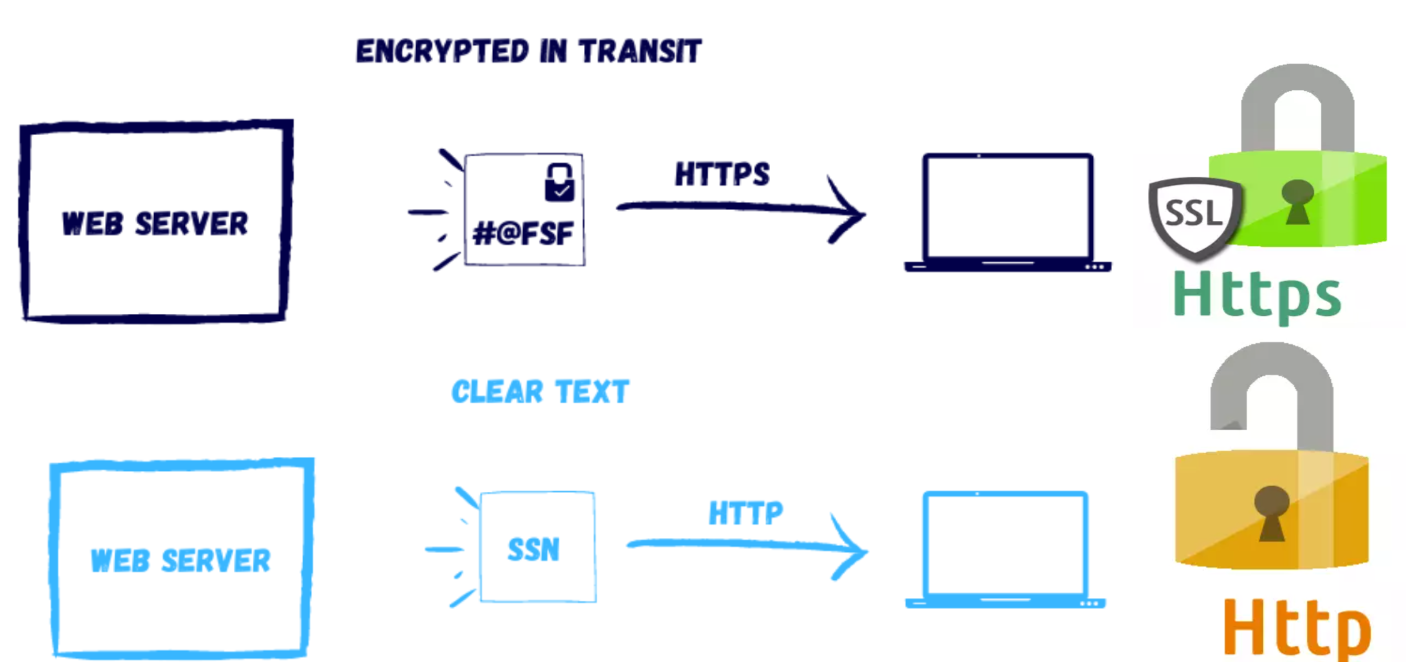 ENCRYPTED IN TRANSIT
WEB SERVER
#@FSF
HTTPS
SSL
Https
CLEAR TEXT
WEB SERVER
SSN
HTTP
Http